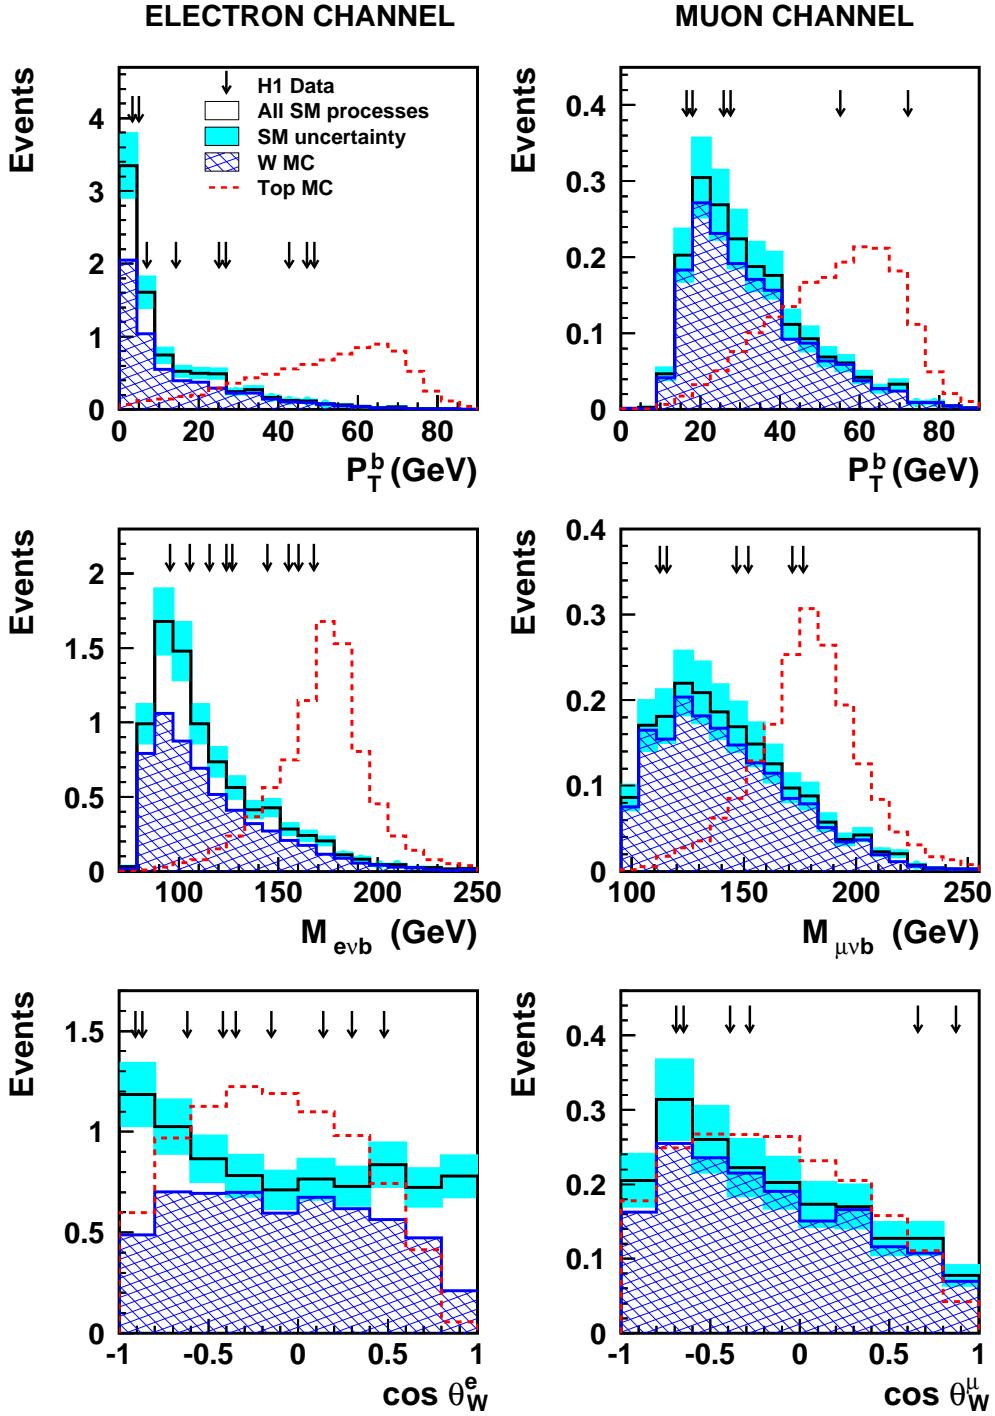 ELECTRON CHANNEL MUON CHANNEL
Events
4
3
2
1
0
0 20 40 60 80
P_T^b (GeV)
H1 Data
All SM processes
SM uncertainty
W MC
Top MC
Events
0.4
0.3
0.2
0.1
0
0 20 40 60 80
P_T^b (GeV)
Events
2
1.5
1
0.5
0
100 150 200 250
M eνb (GeV)
Events
0.4
0.3
0.2
0.1
0
100 150 200 250
M μνb (GeV)
Events
1.5
1
0.5
0
-1 -0.5 0 0.5 1
cos θ_W^e
Events
0.4
0.3
0.2
0.1
0
-1 -0.5 0 0.5 1
cos θ_W^μ